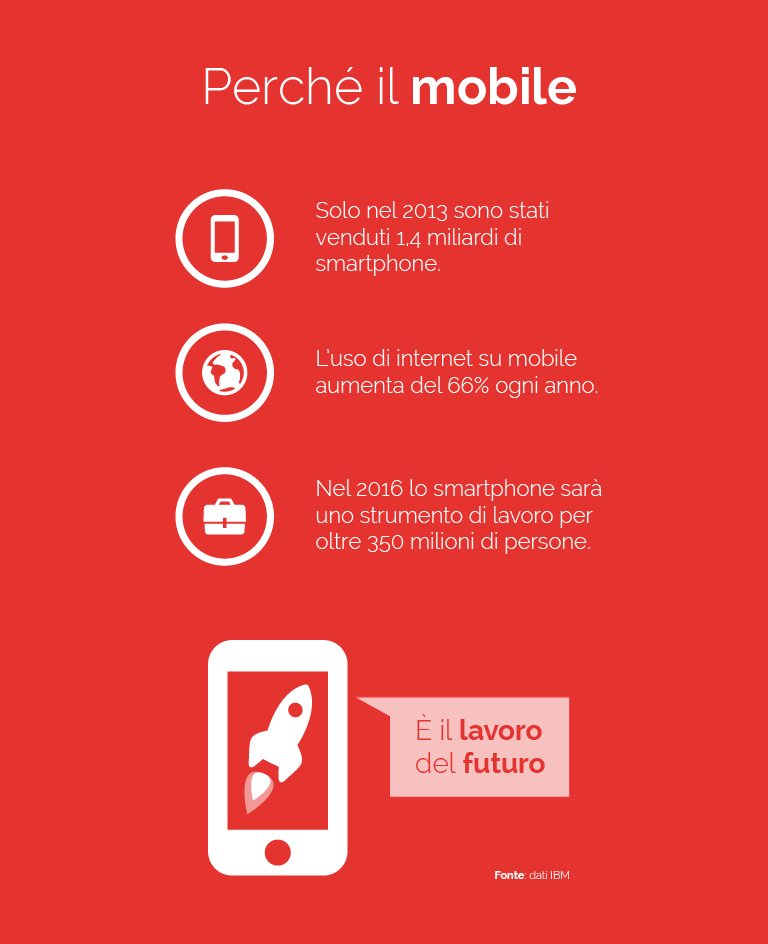 Perché il mobile
Solo nel 2013 sono stati
venduti 1,4 miliardi di
smartphone.
L'uso di internet su mobile
aumenta del 66% ogni anno.
Nel 2016 lo smartphone sarà
uno strumento di lavoro per
oltre 350 milioni di persone.
È il lavoro
del futuro
Fonte: dati IBM